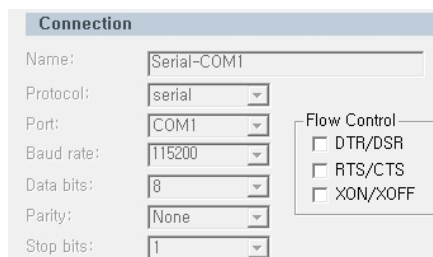 Connection
Name: Serial-COM1
Protocol: serial
Port: COM1
Baud rate: 115200
Data bits: 8
Parity: None
Stop bits: 1
Flow Control
DTR/DSR
RTS/CTS
XON/XOFF